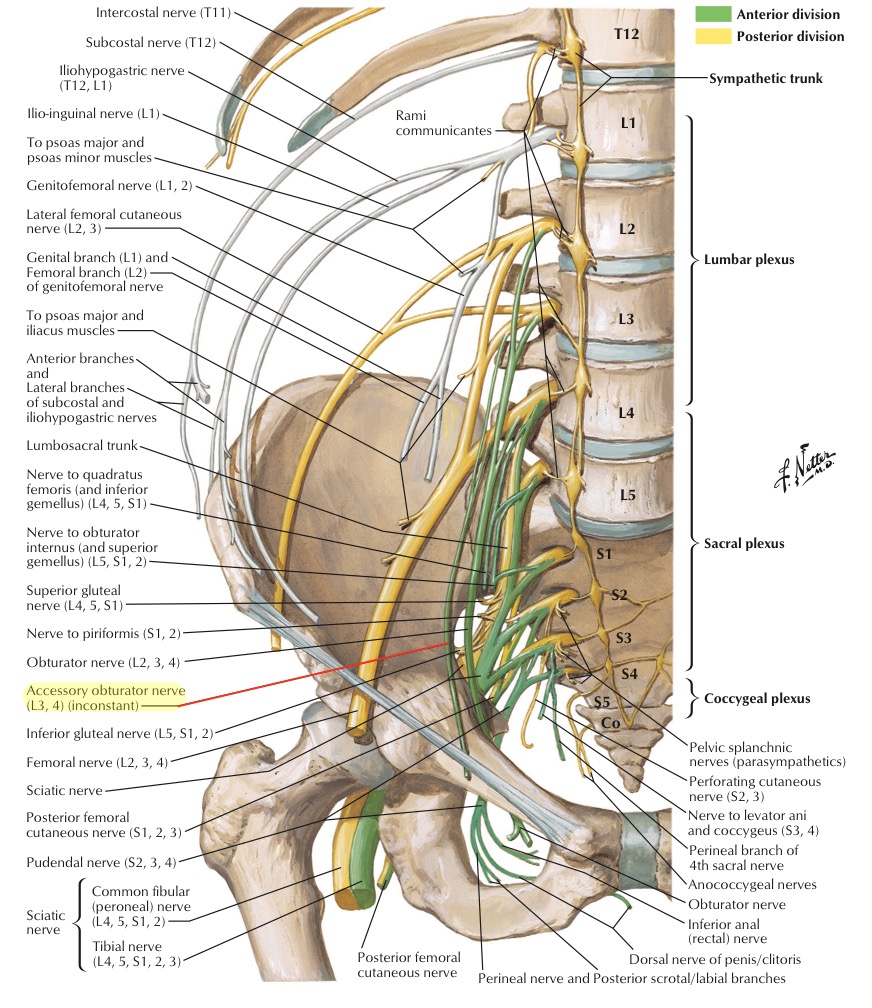 Intercostal nerve (T11)
Subcostal nerve (T12)
Iliohypogastric nerve
(T12, L1)
Ilio-inguinal nerve (L1)
To psoas major and
psoas minor muscles
Genitofemoral nerve (L1, 2)
Lateral femoral cutaneous
nerve (L2, 3)
Genital branch (L1) and
Femoral branch (L2)
of genitofemoral nerve
To psoas major and
iliacus muscles
Anterior branches
and
Lateral branches
of subcostal and
iliohypogastric nerves
Lumbosacral trunk
Nerve to quadratus
femoris (and inferior
gemellus) (L4, 5, S1)
Nerve to obturator
internus (and superior
gemellus) (L5, S1, 2)
Superior gluteal
nerve (L4, 5, S1)
Nerve to piriformis (S1, 2)
Obturator nerve (L2, 3, 4)
Accessory obturator nerve
(L3, 4) (inconstant)
Inferior gluteal nerve (L5, S1, 2)
Femoral nerve (L2, 3, 4)
Sciatic nerve
Posterior femoral
cutaneous nerve (S1, 2, 3)
Pudendal nerve (S2, 3, 4)
Sciatic
nerve
Common fibular
(peroneal) nerve
(L4, 5, S1, 2)
Tibial nerve
(L4, 5, S1, 2, 3)
Rami
communicantes
T12
L1
L2
L3
L4
L5
S1
S2
S3
S4
S5
Co
Anterior division
Posterior division
Sympathetic trunk
Lumbar plexus
F. Netter
M.D.
Sacral plexus
Coccygeal plexus
Pelvic splanchnic
nerves (parasympathetics)
Perforating cutaneous
nerve (S2, 3)
Nerve to levator ani
and coccygeus (S3, 4)
Perineal branch of
4th sacral nerve
Anococcygeal nerves
Obturator nerve
Inferior anal
(rectal) nerve
Dorsal nerve of penis/clitoris
Posterior femoral
cutaneous nerve
Perineal nerve and Posterior scrotal/labial branches